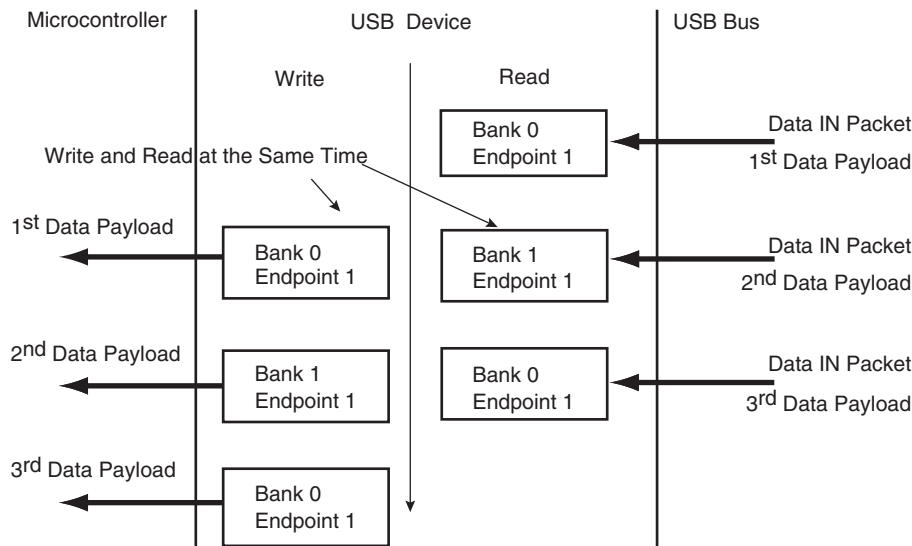 Microcontroller
USB Device
USB Bus
Write
Read
Bank 0
Endpoint 1
Data IN Packet
1st Data Payload
Write and Read at the Same Time
1st Data Payload
Bank 0
Endpoint 1
Bank 1
Endpoint 1
Data IN Packet
2nd Data Payload
2nd Data Payload
Bank 1
Endpoint 1
Bank 0
Endpoint 1
Data IN Packet
3rd Data Payload
3rd Data Payload
Bank 0
Endpoint 1